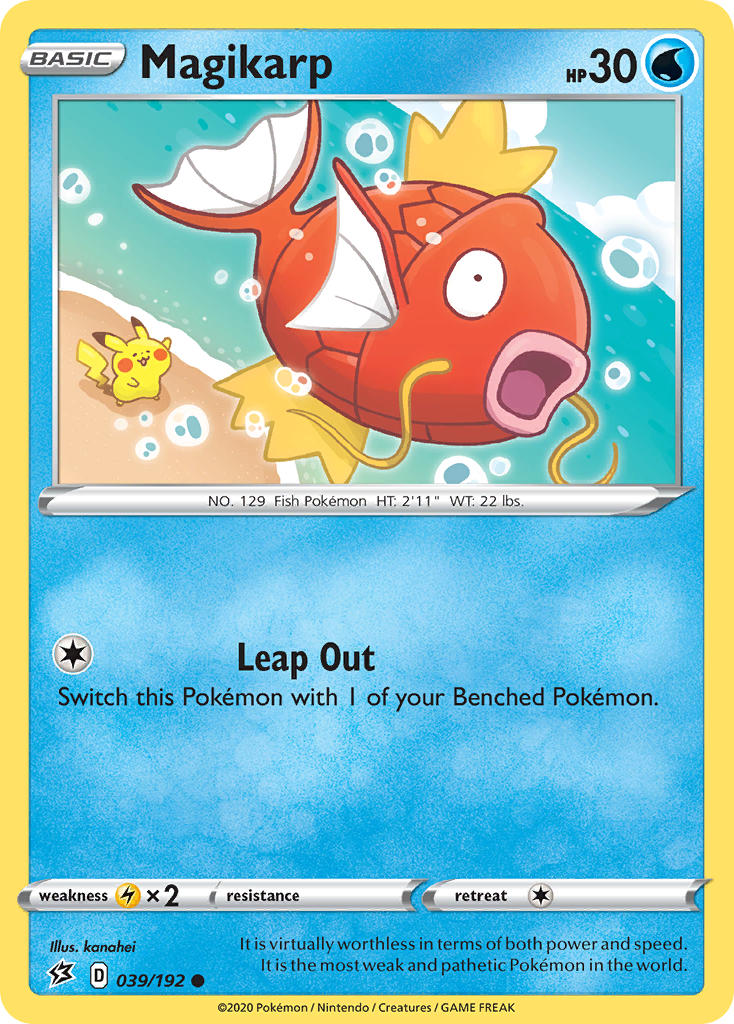 BASIC Magikarp HP30
NO. 129 Fish Pokémon HT: 2'11" WT: 22 lbs.
Leap Out
Switch this Pokémon with 1 of your Benched Pokémon.
weakness ×2 resistance retreat
Illus. kanahei
It is virtually worthless in terms of both power and speed.
It is the most weak and pathetic Pokémon in the world.
D 039/192
©2020 Pokémon / Nintendo / Creatures / GAME FREAK